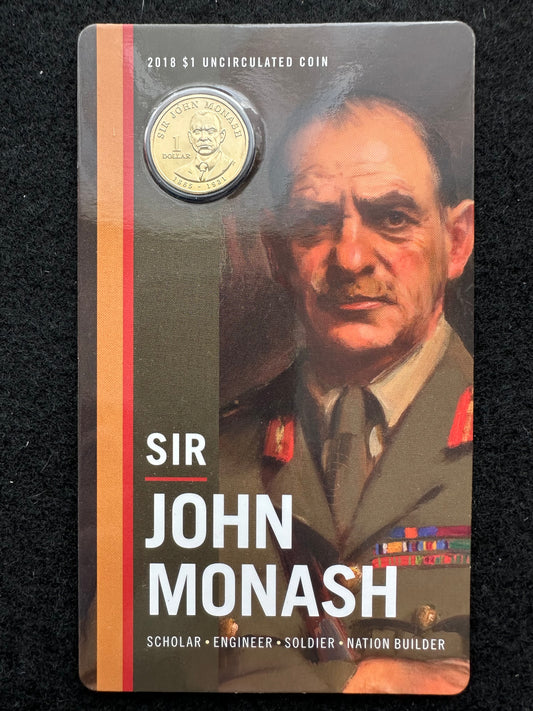 2018 $1 UNCIRCULATED COIN
SIR JOHN MONASH
1
DOLLAR
1865 - 1931
SIR
JOHN
MONASH
SCHOLAR • ENGINEER • SOLDIER • NATION BUILDER